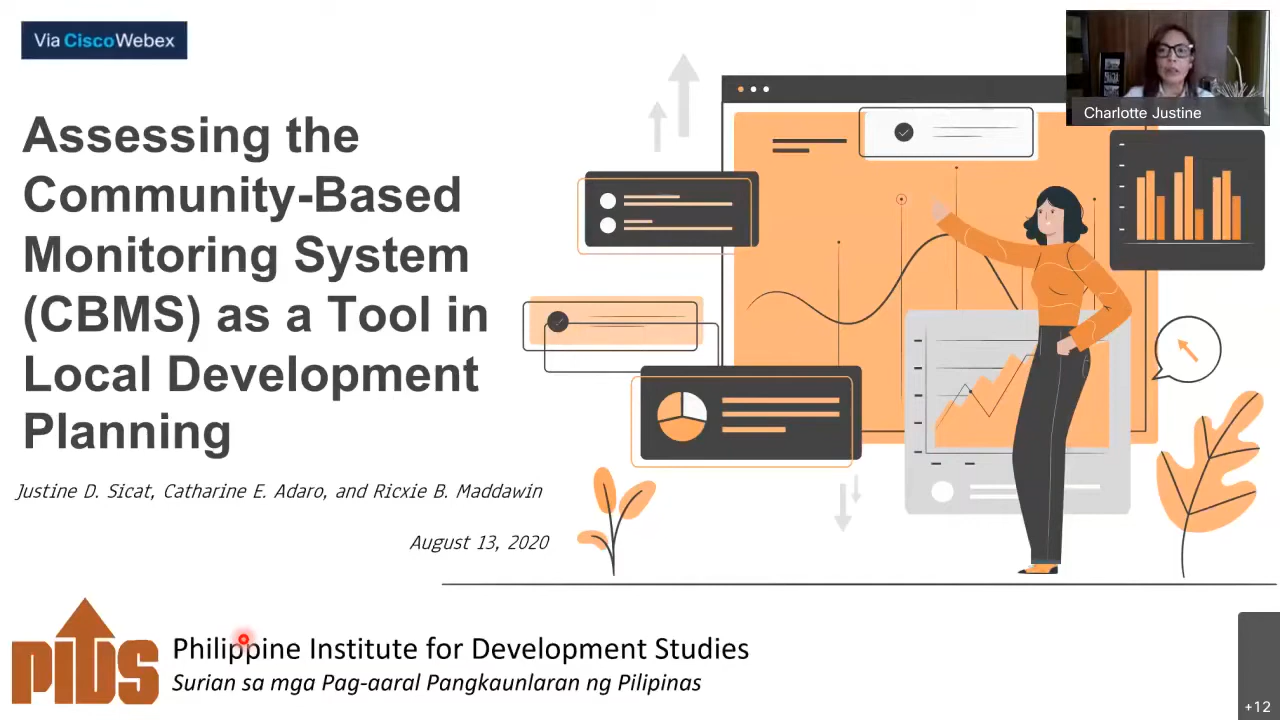 Via CiscoWebex
Charlotte Justine
Assessing the
Community-Based
Monitoring System
(CBMS) as a Tool in
Local Development
Planning
Justine D. Sicat, Catharine E. Adaro, and Ricxie B. Maddawin
August 13, 2020
PIDS
Philippine Institute for Development Studies
Surian sa mga Pag-aaral Pangkaunlaran ng Pilipinas
+12